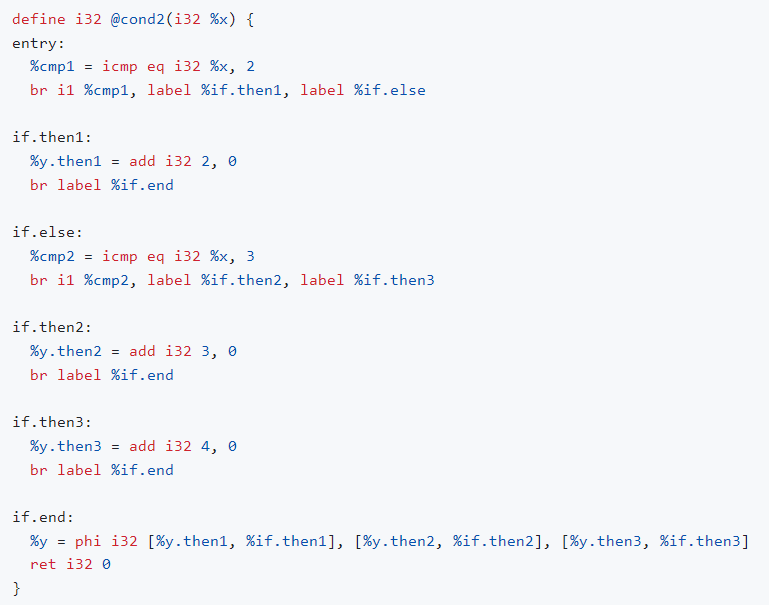 define i32 @cond2(i32 %x) {
entry:
  %cmp1 = icmp eq i32 %x, 2
  br i1 %cmp1, label %if.then1, label %if.else

if.then1:
  %y.then1 = add i32 2, 0
  br label %if.end

if.else:
  %cmp2 = icmp eq i32 %x, 3
  br i1 %cmp2, label %if.then2, label %if.then3

if.then2:
  %y.then2 = add i32 3, 0
  br label %if.end

if.then3:
  %y.then3 = add i32 4, 0
  br label %if.end

if.end:
  %y = phi i32 [%y.then1, %if.then1], [%y.then2, %if.then2], [%y.then3, %if.then3]
  ret i32 0
}